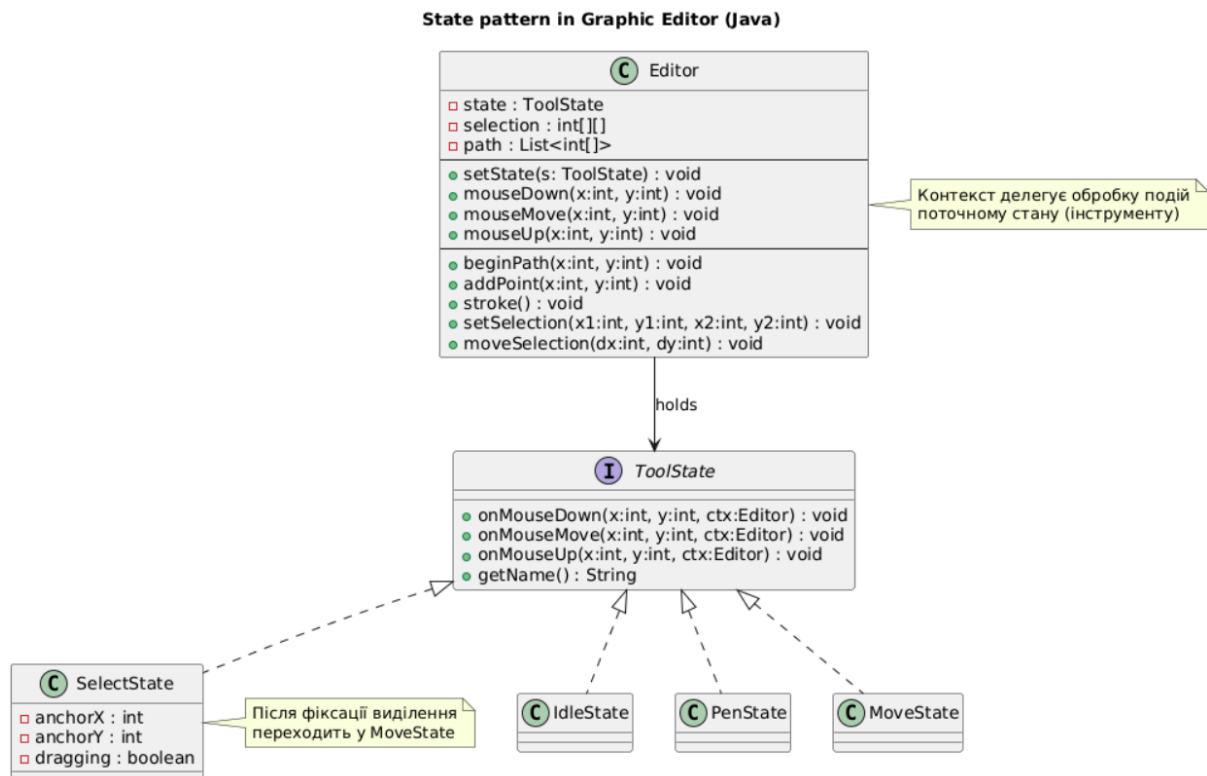 State pattern in Graphic Editor (Java)
C Editor
state : ToolState
selection : int[][]
path : List<int[]>
setState(s: ToolState) : void
mouseDown(x:int, y:int) : void
mouseMove(x:int, y:int) : void
mouseUp(x:int, y:int) : void
beginPath(x:int, y:int) : void
addPoint(x:int, y:int) : void
stroke() : void
setSelection(x1:int, y1:int, x2:int, y2:int) : void
moveSelection(dx:int, dy:int) : void
Контекст делегує обробку подій
поточному стану (інструменту)
holds
I ToolState
onMouseDown(x:int, y:int, ctx:Editor) : void
onMouseMove(x:int, y:int, ctx:Editor) : void
onMouseUp(x:int, y:int, ctx:Editor) : void
getName() : String
C SelectState
anchorX : int
anchorY : int
dragging : boolean
Після фіксації виділення
переходить у MoveState
C IdleState
C PenState
C MoveState